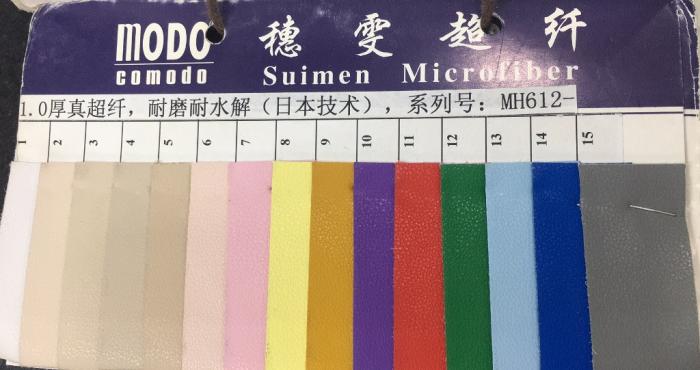 MODO
comodo
穗雯超纤
Suimen Microfiber
1.0厚真超纤，耐磨耐水解（日本技术），系列号：MH612-
1 2 3 4 5 6 7 8 9 10 11 12 13 14 15